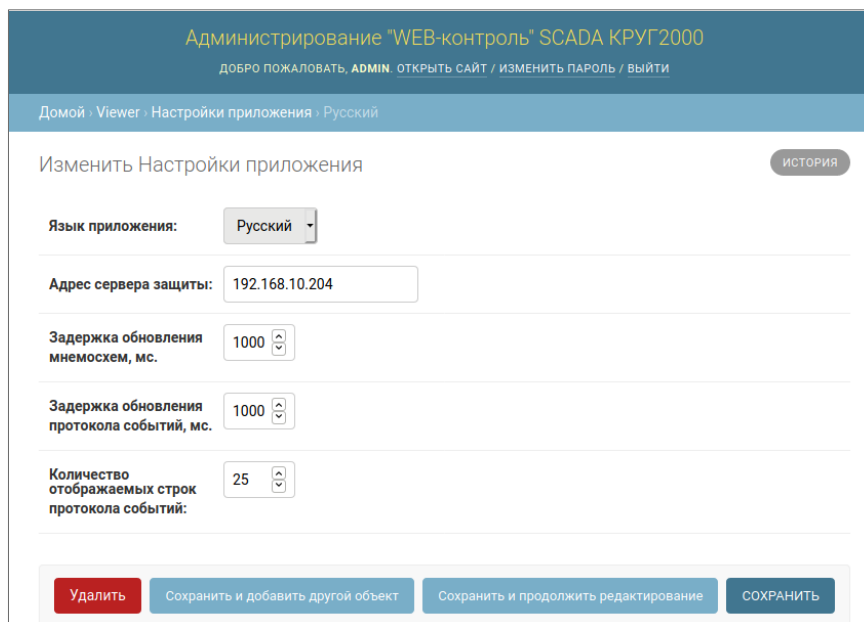 Администрирование "WEB-контроль" SCADA КРУГ2000
ДОБРО ПОЖАЛОВАТЬ, ADMIN. ОТКРЫТЬ САЙТ / ИЗМЕНИТЬ ПАРОЛЬ / ВЫЙТИ
Домой › Viewer › Настройки приложения › Русский
Изменить Настройки приложения
ИСТОРИЯ
Язык приложения:
Русский
Адрес сервера защиты:
192.168.10.204
Задержка обновления
мнемосхем, мс.
1000
Задержка обновления
протокола событий, мс.
1000
Количество
отображаемых строк
протокола событий:
25
Удалить
Сохранить и добавить другой объект
Сохранить и продолжить редактирование
СОХРАНИТЬ